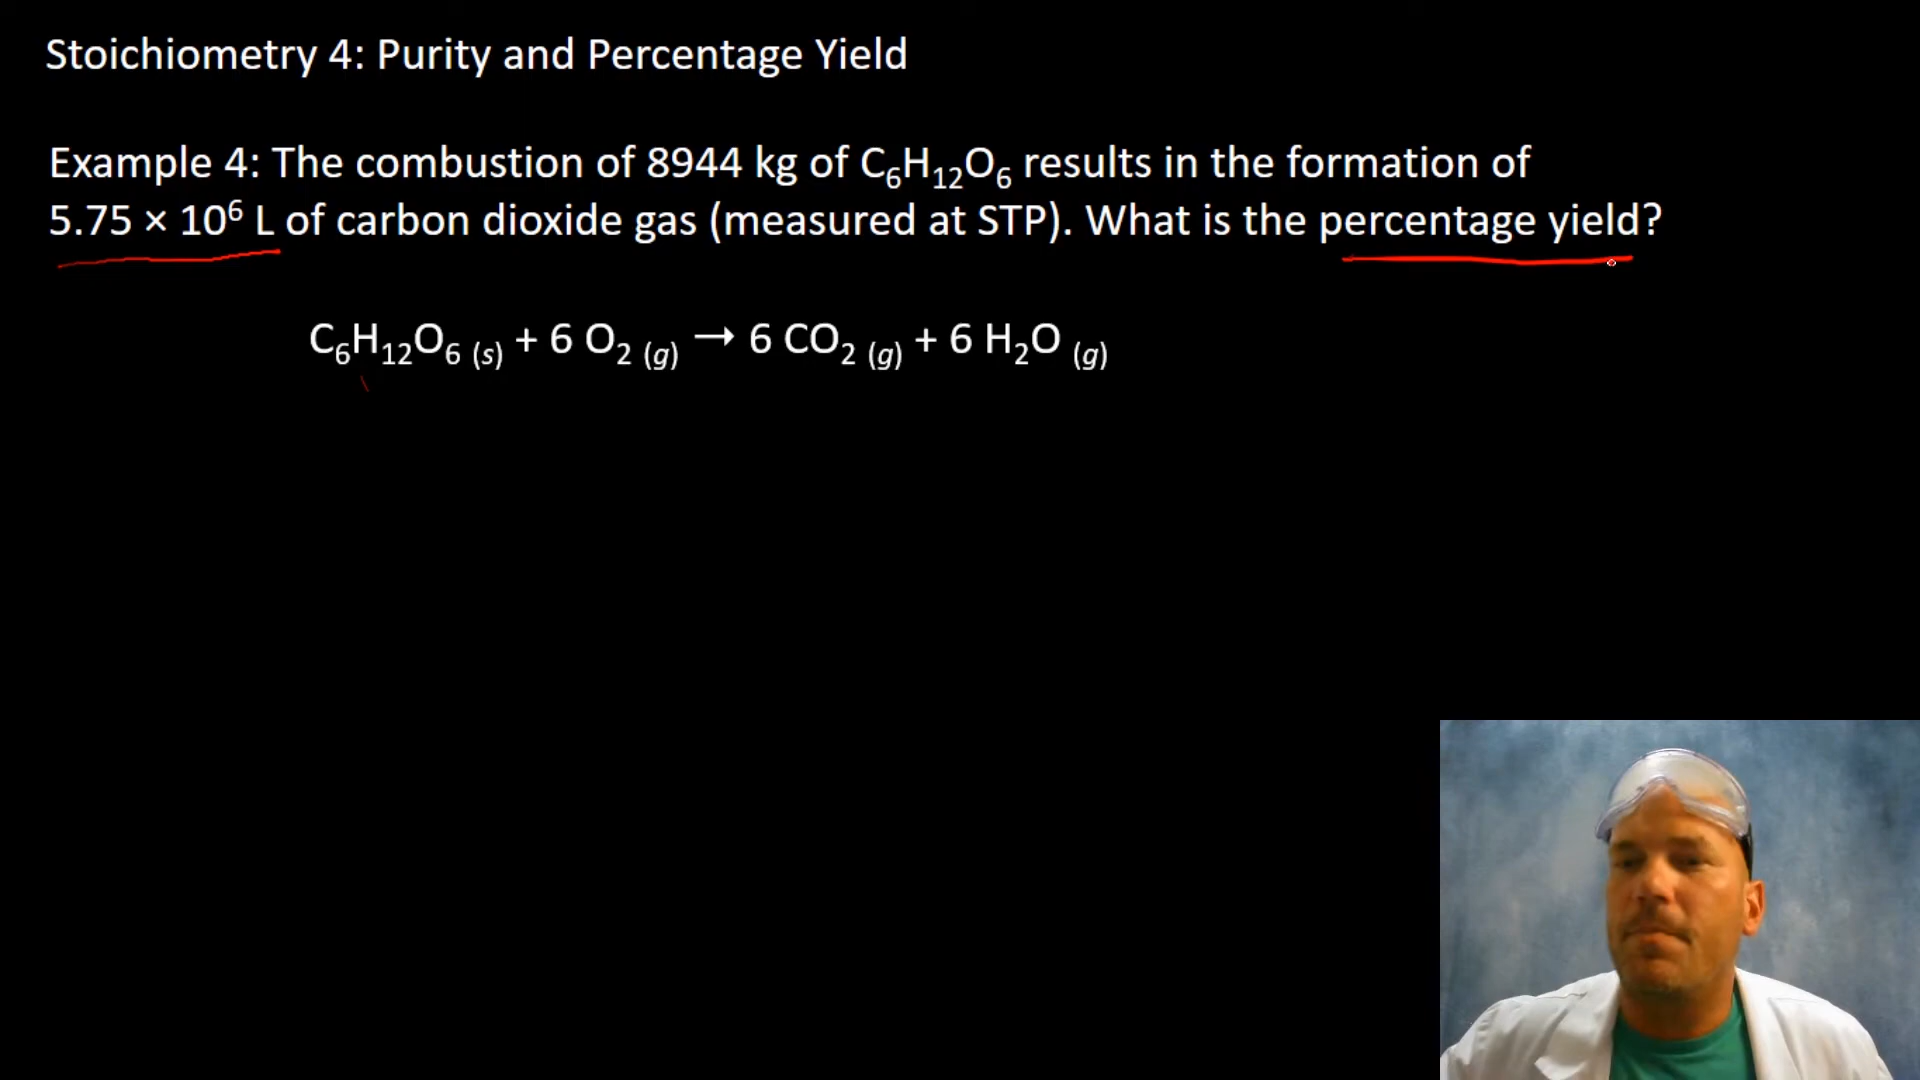 Stoichiometry 4: Purity and Percentage Yield
Example 4: The combustion of 8944 kg of C₆H₁₂O₆ results in the formation of
5.75 × 10⁶ L of carbon dioxide gas (measured at STP). What is the percentage yield?
C₆H₁₂O₆ (s) + 6 O₂ (g) → 6 CO₂ (g) + 6 H₂O (g)